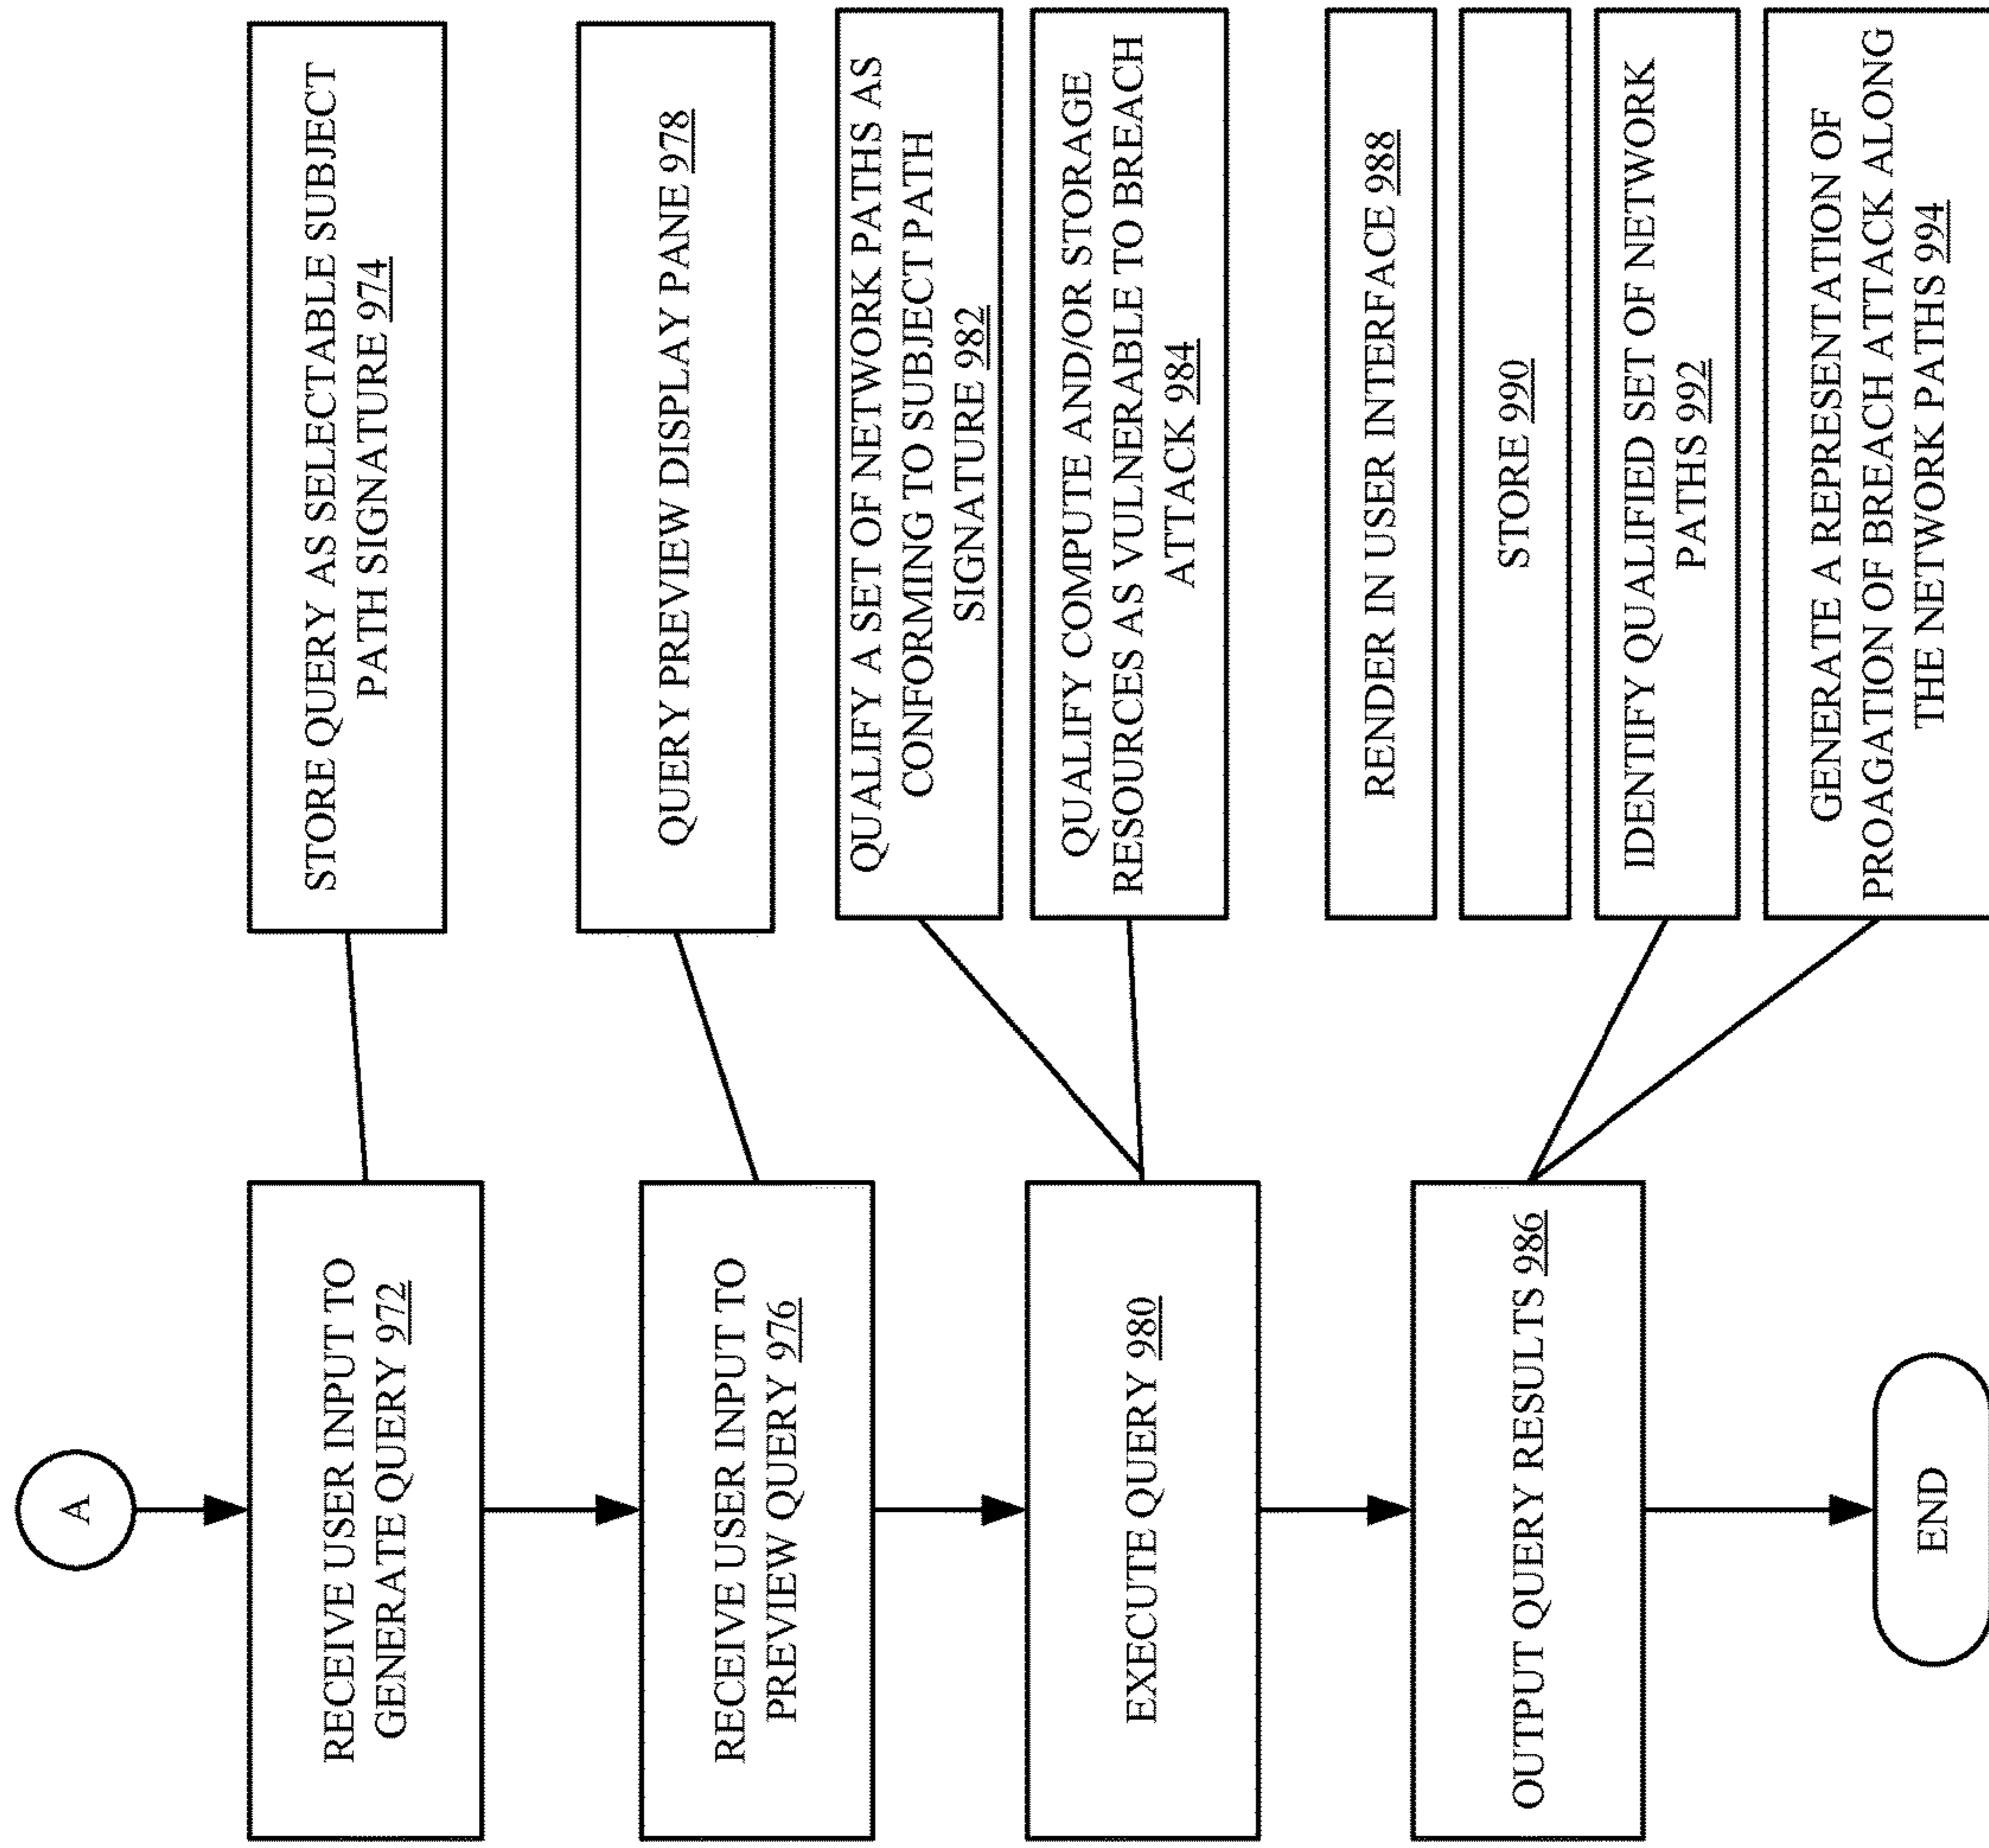 A
RECEIVE USER INPUT TO
GENERATE QUERY 972
STORE QUERY AS SELECTABLE SUBJECT
PATH SIGNATURE 974
RECEIVE USER INPUT TO
PREVIEW QUERY 976
QUERY PREVIEW DISPLAY PANE 978
EXECUTE QUERY 980
QUALIFY A SET OF NETWORK PATHS AS
CONFORMING TO SUBJECT PATH
SIGNATURE 982
QUALIFY COMPUTE AND/OR STORAGE
RESOURCES AS VULNERABLE TO BREACH
ATTACK 984
OUTPUT QUERY RESULTS 986
RENDER IN USER INTERFACE 988
STORE 990
IDENTIFY QUALIFIED SET OF NETWORK
PATHS 992
GENERATE A REPRESENTATION OF
PROAGATION OF BREACH ATTACK ALONG
THE NETWORK PATHS 994
END